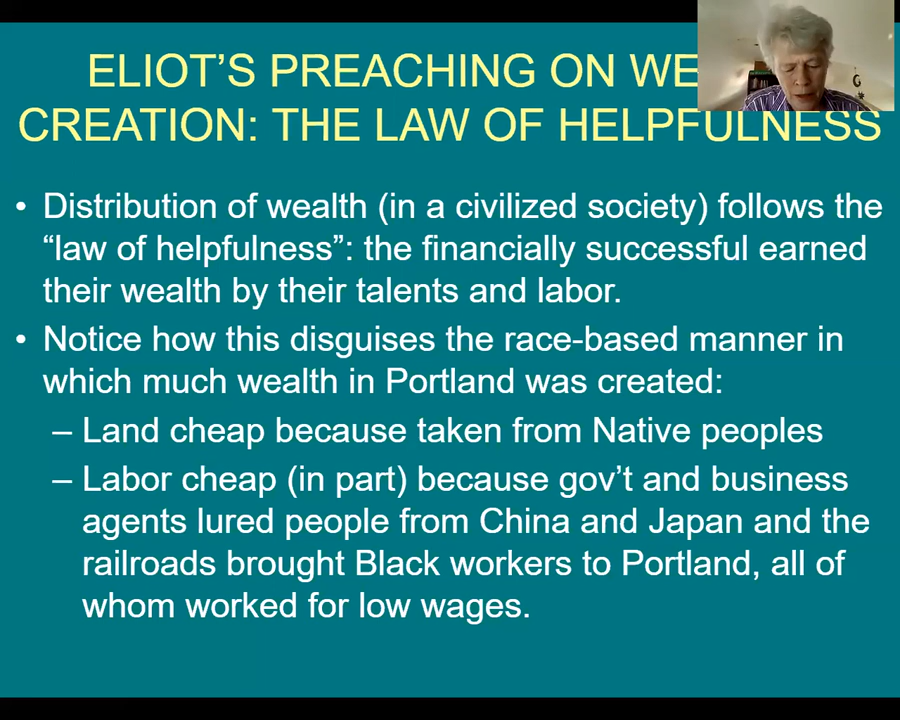 ELIOT'S PREACHING ON WE
CREATION: THE LAW OF HELPFULNESS
• Distribution of wealth (in a civilized society) follows the
"law of helpfulness": the financially successful earned
their wealth by their talents and labor.
• Notice how this disguises the race-based manner in
which much wealth in Portland was created:
– Land cheap because taken from Native peoples
– Labor cheap (in part) because gov't and business
agents lured people from China and Japan and the
railroads brought Black workers to Portland, all of
whom worked for low wages.